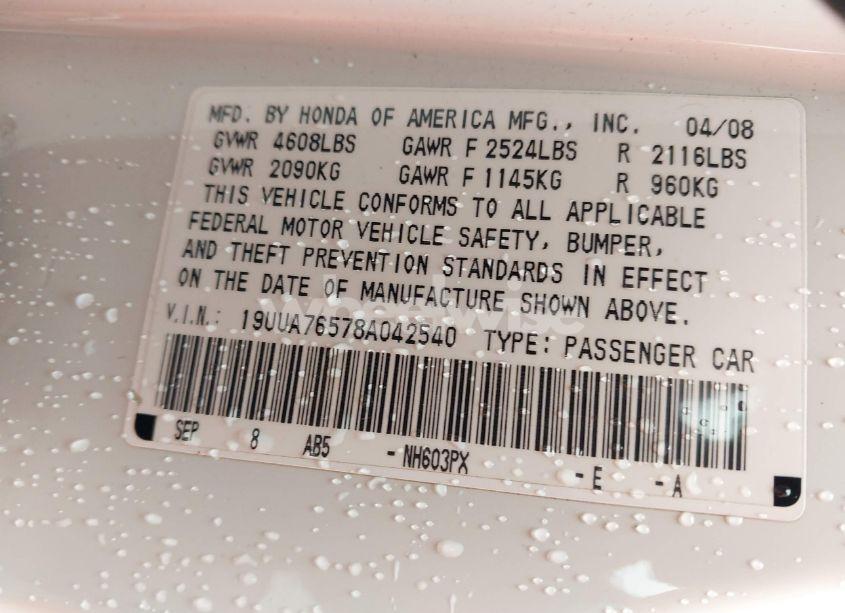 MFD. BY HONDA OF AMERICA MFG., INC. 04/08
GVWR 4608LBS GAWR F 2524LBS R 2116LBS
GVWR 2090KG GAWR F 1145KG R 960KG
THIS VEHICLE CONFORMS TO ALL APPLICABLE
FEDERAL MOTOR VEHICLE SAFETY, BUMPER,
AND THEFT PREVENTION STANDARDS IN EFFECT
ON THE DATE OF MANUFACTURE SHOWN ABOVE.
V.I.N.: 19UUA76578A042540 TYPE: PASSENGER CAR
SEP 8 AB5 - NH603PX - E - A